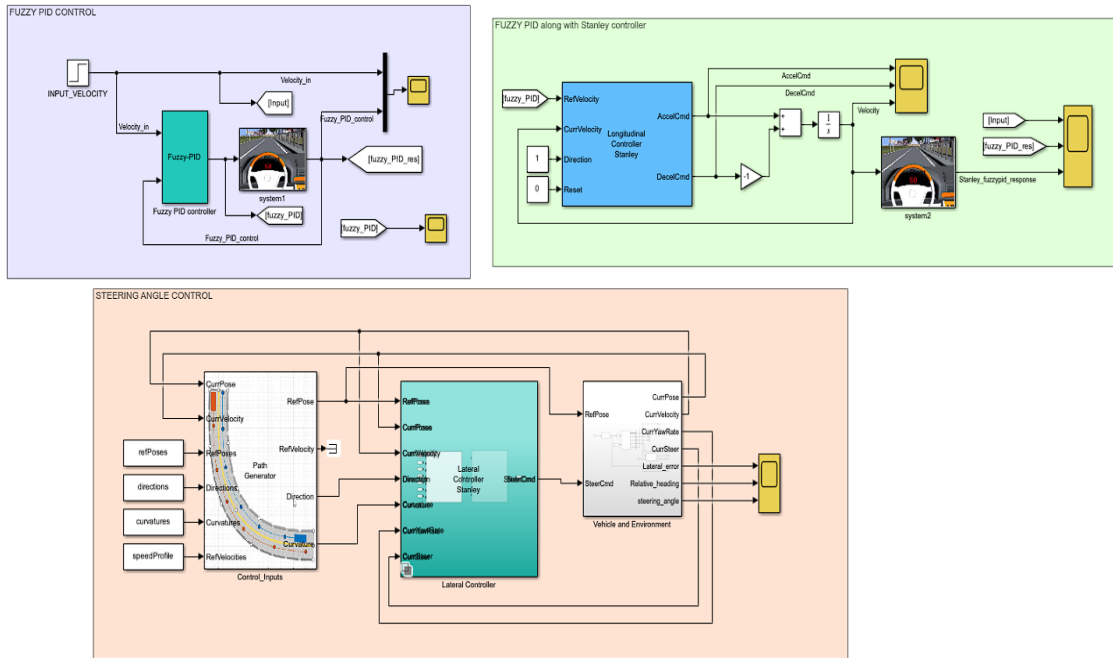 FUZZY PID CONTROL
INPUT_VELOCITY
Velocity_in
[Input]
Velocity_in
Fuzzy-PID
Fuzzy PID controller
system1
Fuzzy_PID_control
[fuzzy_PID_res]
[fuzzy_PID]
Fuzzy_PID_control
[fuzzy_PID]
FUZZY PID along with Stanley controller
[fuzzy_PID]
RefVelocity
CurrVelocity
1
Direction
0
Reset
Longitudinal
Controller
Stanley
AccelCmd
DecelCmd
-1
+
+
1
s
AccelCmd
DecelCmd
Velocity
system2
[Input]
[fuzzy_PID_res]
Stanley_fuzzypid_response
STEERING ANGLE CONTROL
refPoses
directions
curvatures
speedProfile
CurrPose
CurrVelocity
RefPoses
Directions
Curvatures
RefVelocities
Path
Generator
RefPose
RefVelocity
Direction
Curvature
Control_Inputs
RefPose
CurrPose
CurrVelocity
Direction
Curvature
CurrYawRate
CurrSteer
Lateral
Controller
Stanley
SteerCmd
Lateral Controller
RefPose
SteerCmd
CurrPose
CurrVelocity
CurrYawRate
CurrSteer
Lateral_error
Relative_heading
steering_angle
Vehicle and Environment